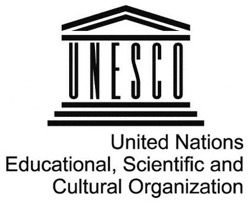 UNESCO
United Nations
Educational, Scientific and
Cultural Organization